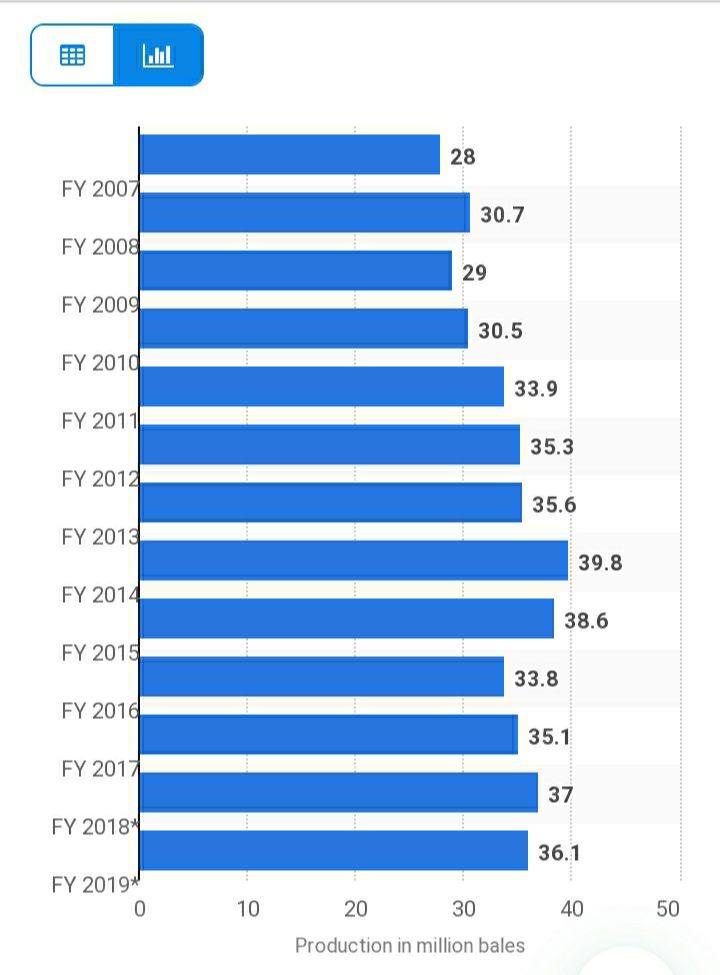 28
FY 2007
30.7
FY 2008
29
FY 2009
30.5
FY 2010
33.9
FY 2011
35.3
FY 2012
35.6
FY 2013
39.8
FY 2014
38.6
FY 2015
33.8
FY 2016
35.1
FY 2017
37
FY 2018*
36.1
FY 2019*
0 10 20 30 40 50
Production in million bales